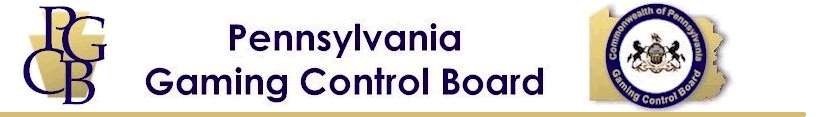 PGCB
Pennsylvania
Gaming Control Board
Commonwealth of Pennsylvania
Gaming Control Board